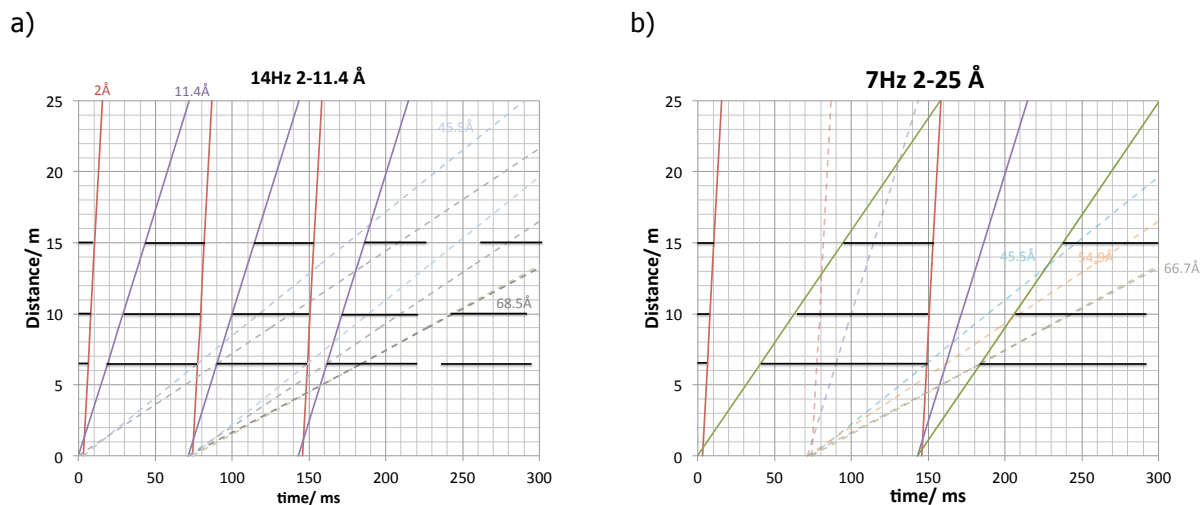 a)
14Hz 2-11.4 Å
2Å
11.4Å
45.5Å
68.5Å
Distance/ m
25
20
15
10
5
0
0 50 100 150 200 250 300
time/ ms
b)
7Hz 2-25 Å
45.5Å
54.9Å
66.7Å
Distance/ m
25
20
15
10
5
0
0 50 100 150 200 250 300
time/ ms